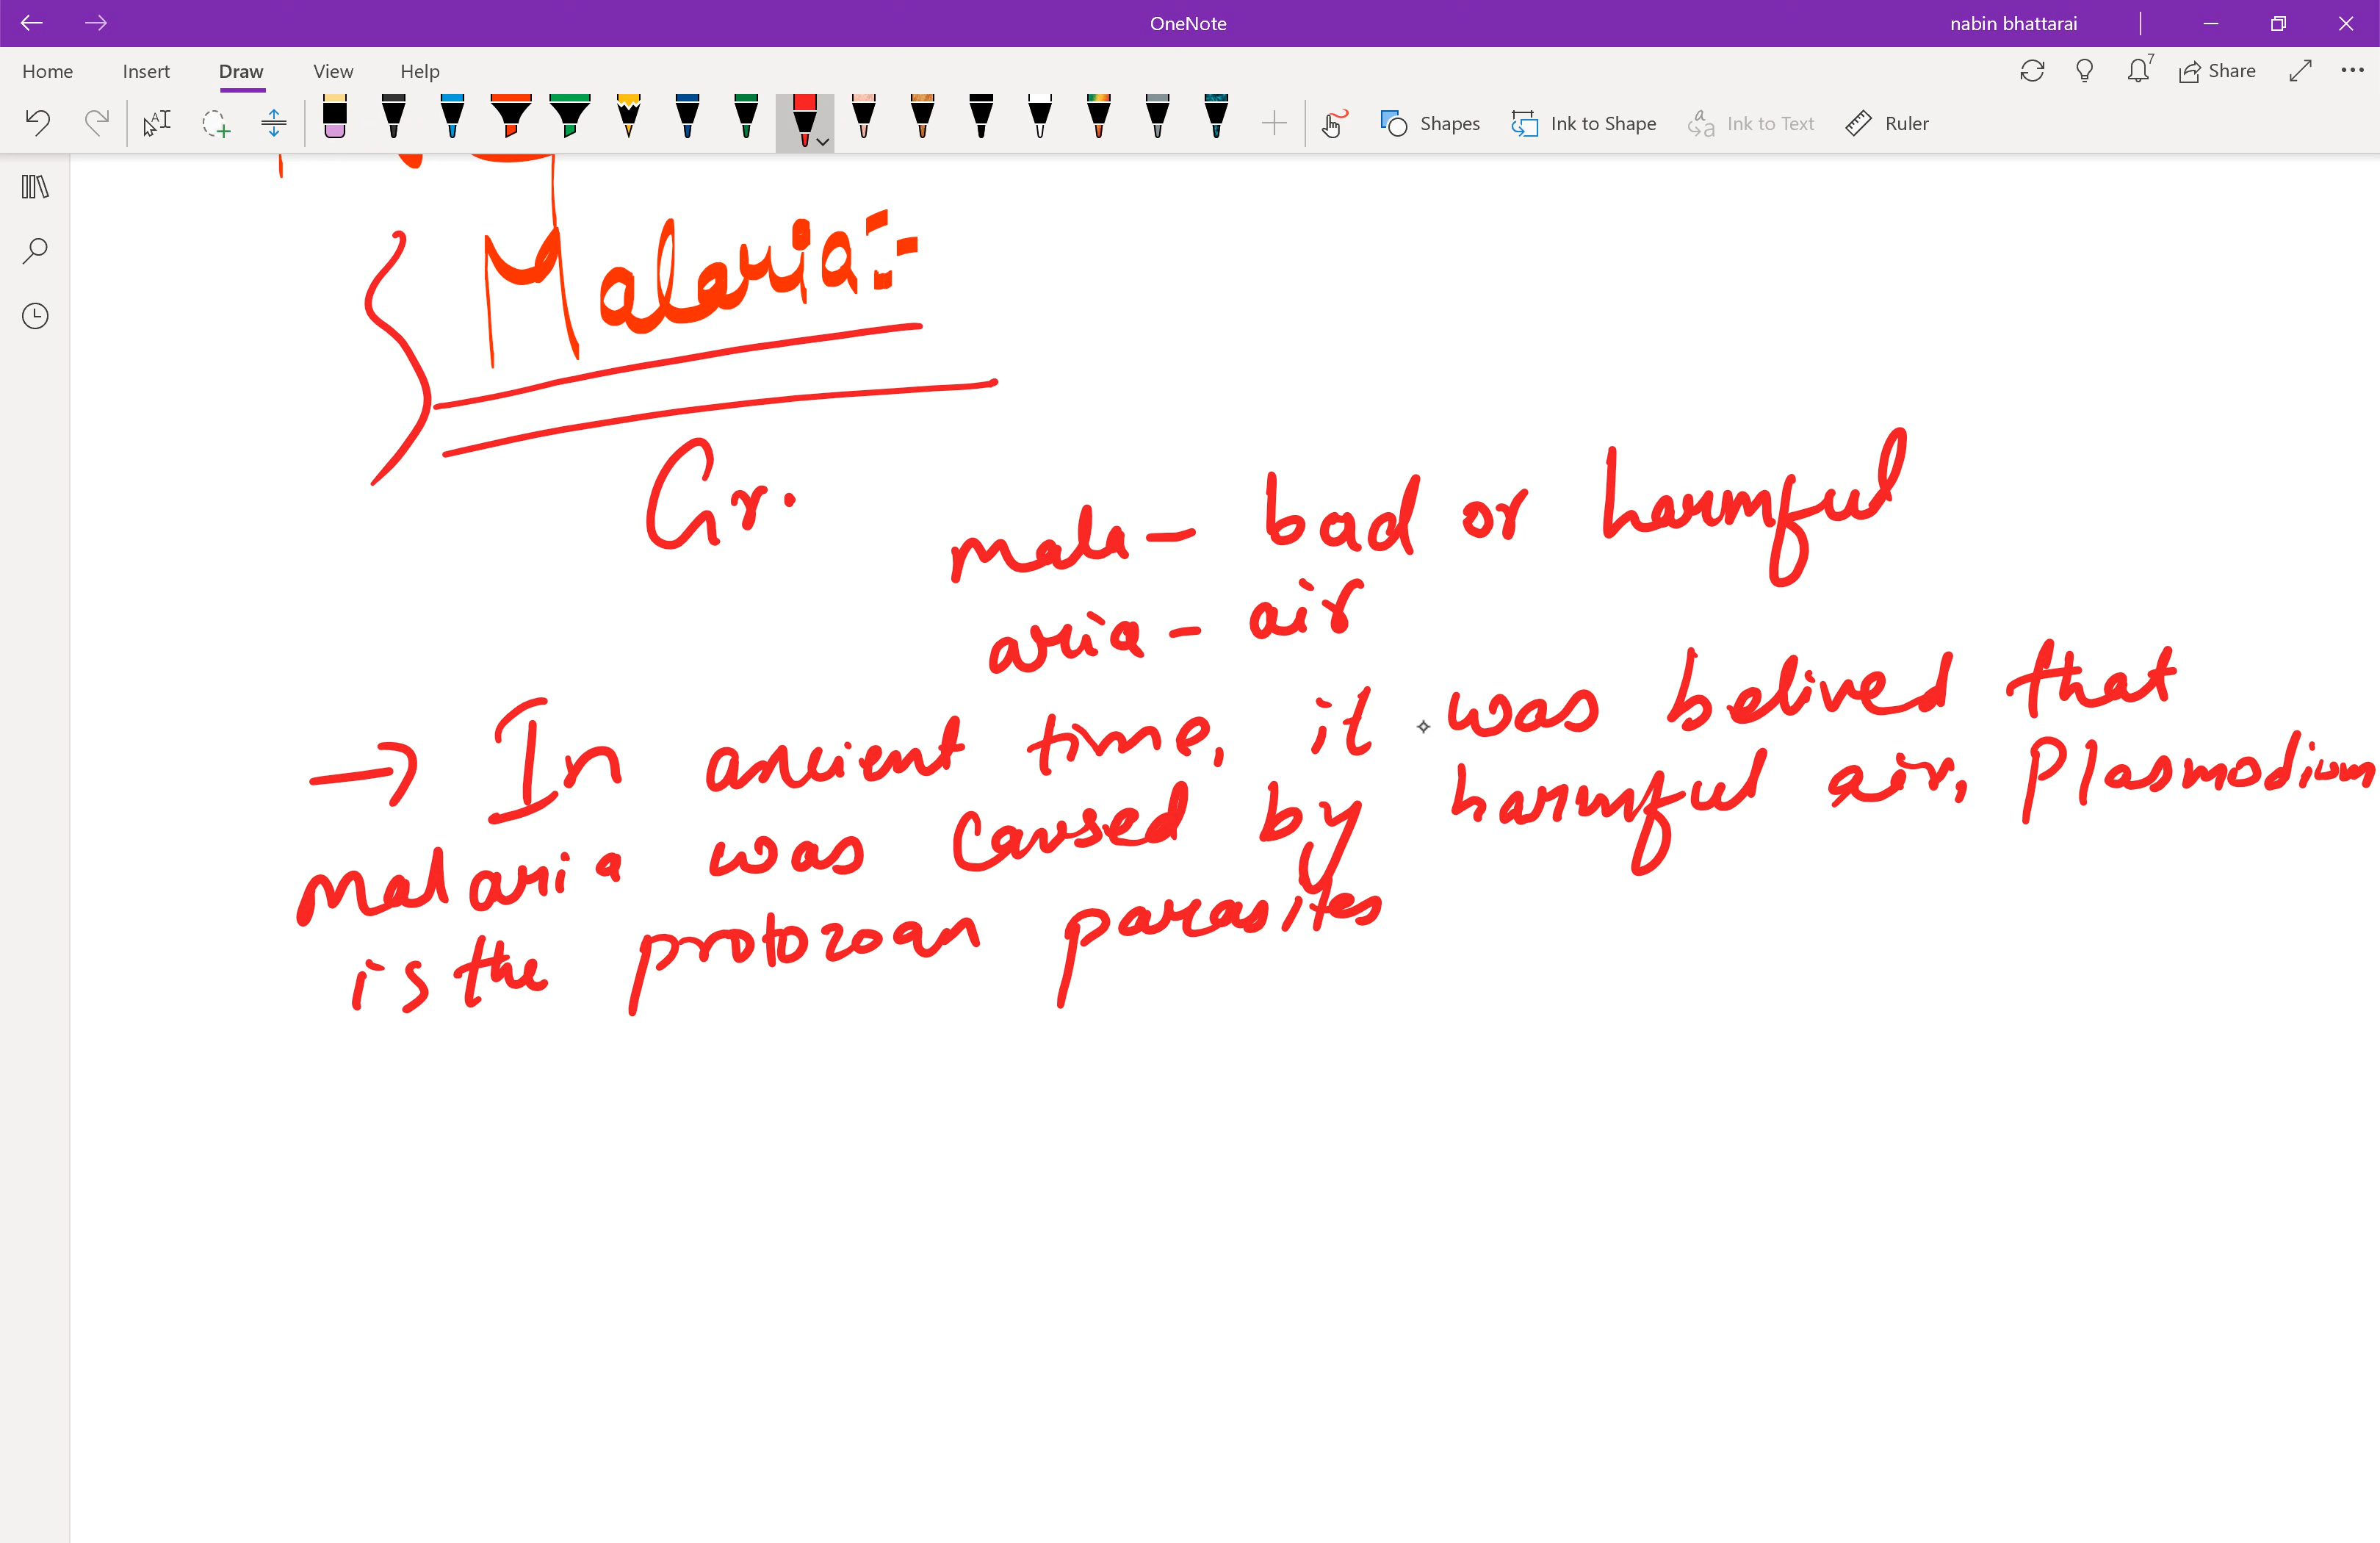 OneNote
nabin bhattarai
Home Insert Draw View Help
7 Share
Shapes Ink to Shape Ink to Text Ruler
Malaria:-
Gr.
mala - bad or harmful
aria - air
→ In ancient time, it was belived that
malaria was caused by harmful air, Plasmodium
is the protozoan parasites